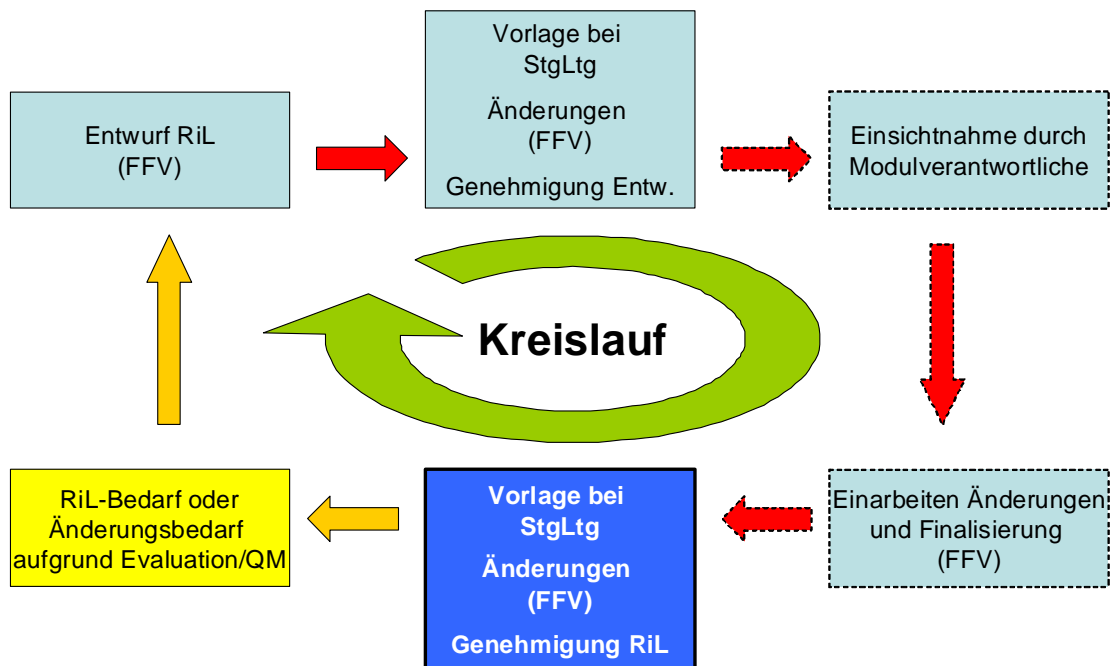 Entwurf RiL
(FFV)
Vorlage bei
StgLtg
Änderungen
(FFV)
Genehmigung Entw.
Einsichtnahme durch
Modulverantwortliche
Kreislauf
RiL-Bedarf oder
Änderungsbedarf
aufgrund Evaluation/QM
Vorlage bei
StgLtg
Änderungen
(FFV)
Genehmigung RiL
Einarbeiten Änderungen
und Finalisierung
(FFV)